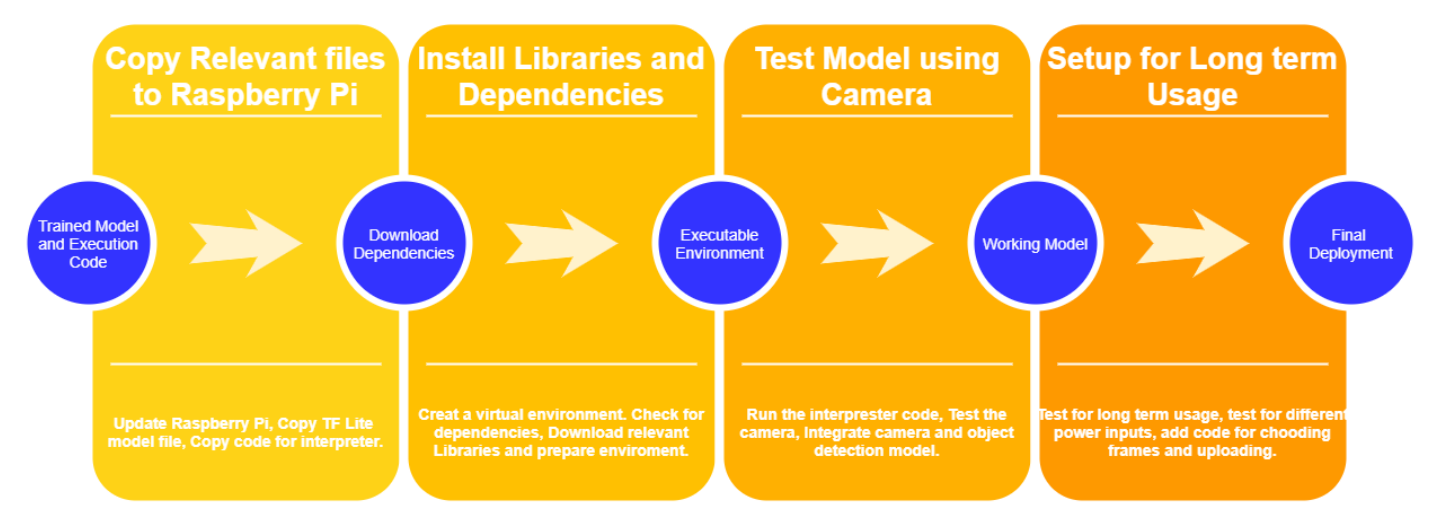 Copy Relevant files
to Raspberry Pi
Install Libraries and
Dependencies
Test Model using
Camera
Setup for Long term
Usage
Trained Model
and Execution
Code
Download
Dependencies
Executable
Environment
Working Model
Final
Deployment
Update Raspberry Pi, Copy TF Lite
model file, Copy code for interpreter.
Creat a virtual environment. Check for
dependencies, Download relevant
Libraries and prepare enviroment.
Run the interprester code, Test the
camera, Integrate camera and object
detection model.
Test for long term usage, test for different
power inputs, add code for chooding
frames and uploading.